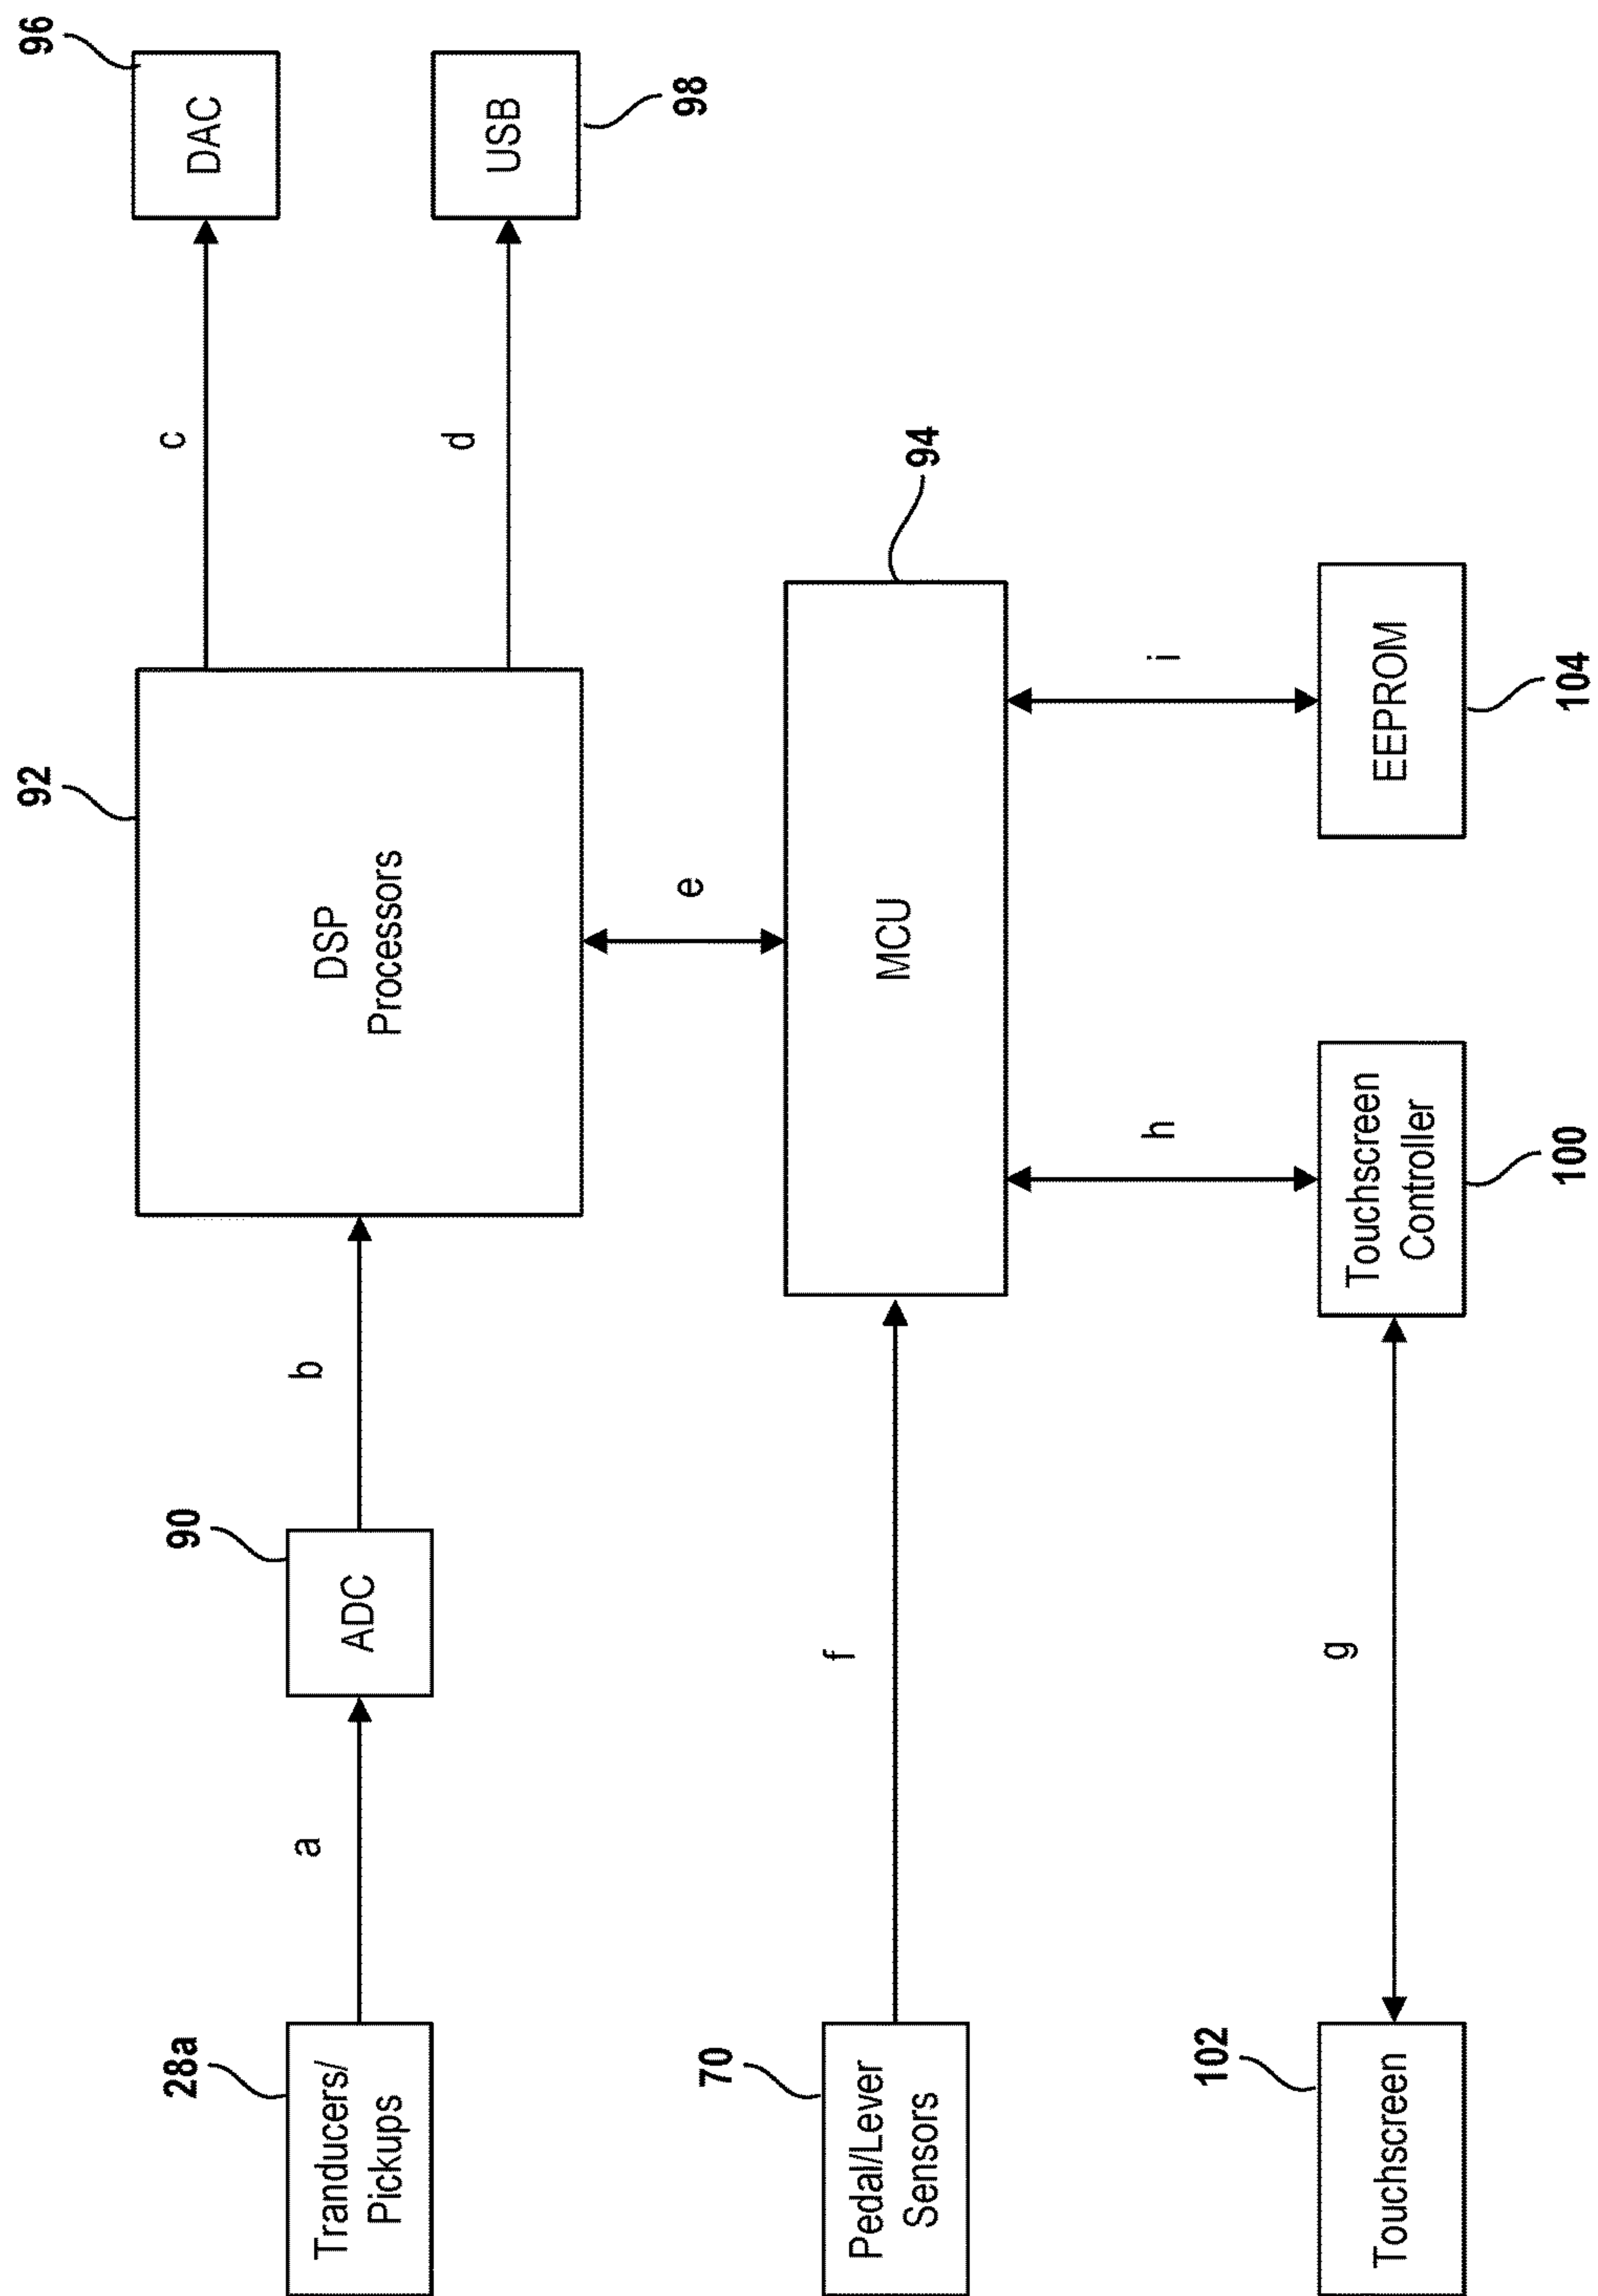 28a
Tranducers/
Pickups
a
90
ADC
b
92
DSP
Processors
c
96
DAC
d
USB
98
e
70
Pedal/Lever
Sensors
f
MCU
94
h
i
102
Touchscreen
g
Touchscreen
Controller
100
EEPROM
104